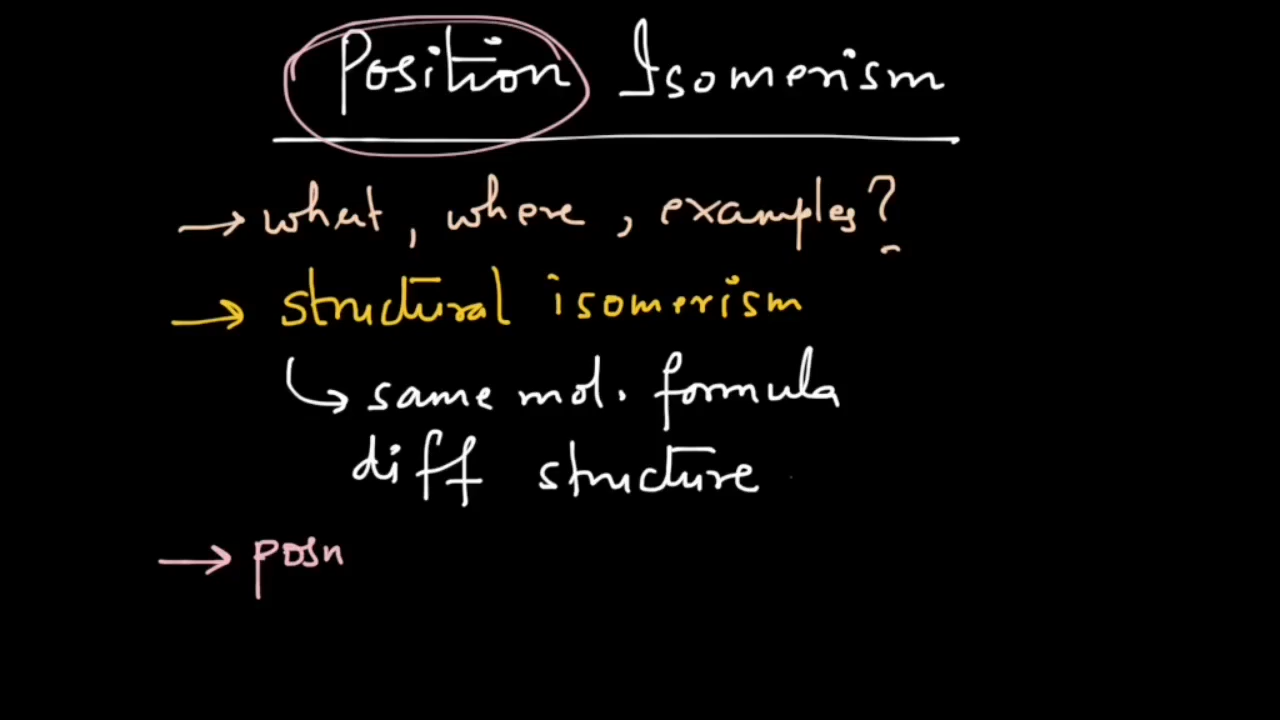 Position Isomerism
→ what, where, examples?
→ structural isomerism
↳ same mol. formula
diff structure
→ posn